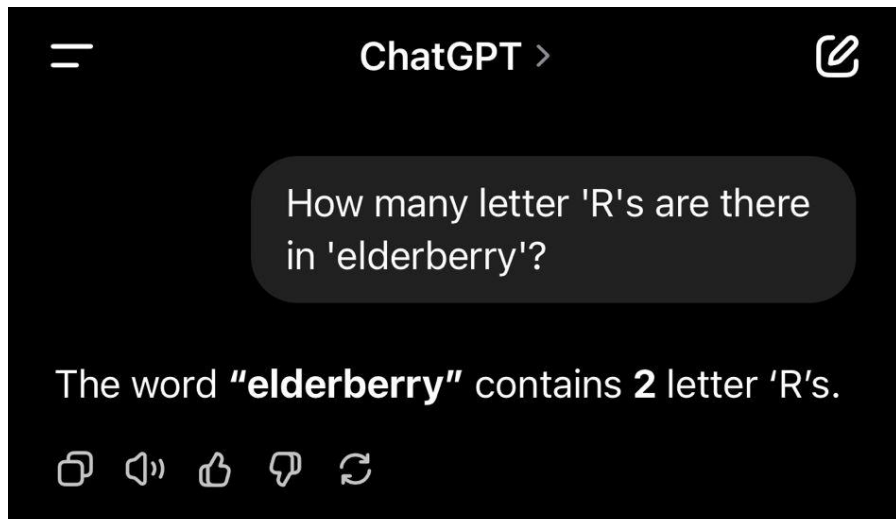 ChatGPT >
How many letter 'R's are there
in 'elderberry'?
The word “elderberry” contains 2 letter ‘R’s.